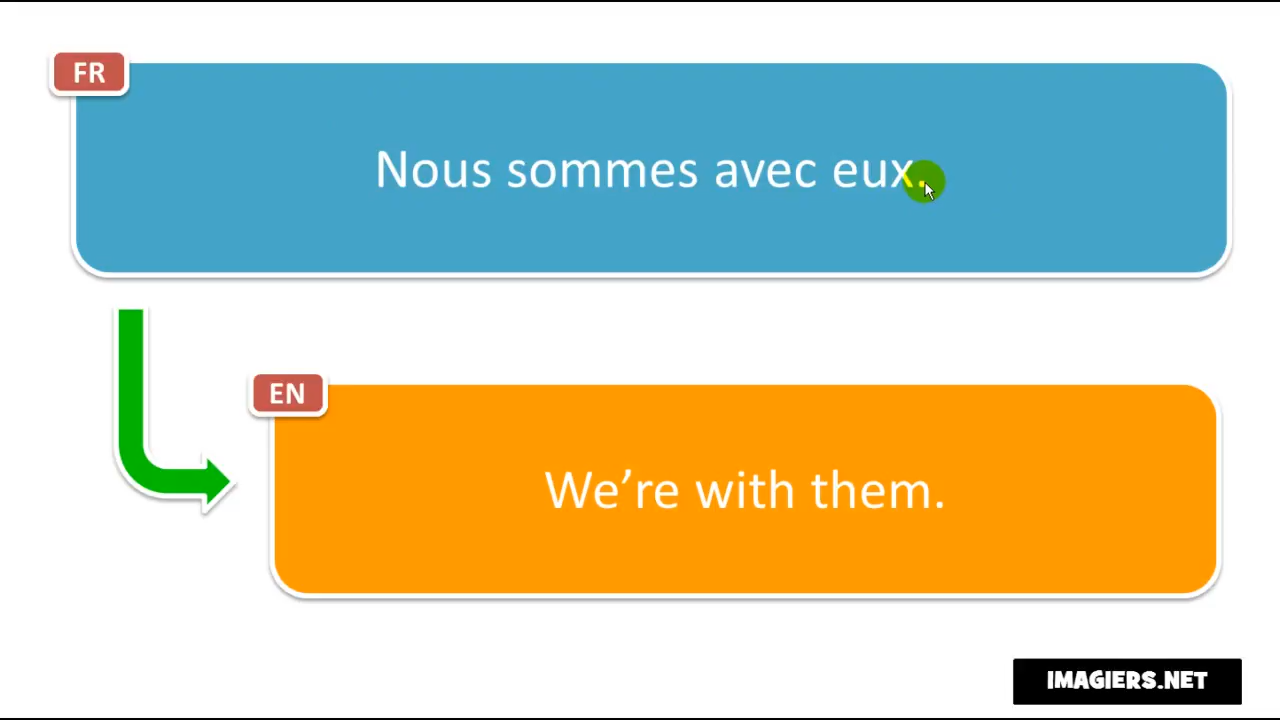 FR
Nous sommes avec eux.
EN
We’re with them.
IMAGIERS.NET